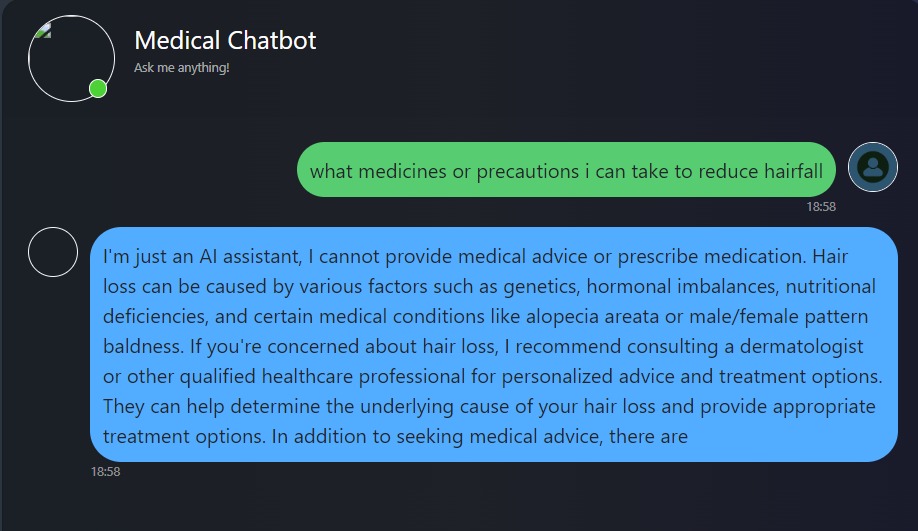 Medical Chatbot
Ask me anything!
what medicines or precautions i can take to reduce hairfall
18:58
I'm just an AI assistant, I cannot provide medical advice or prescribe medication. Hair
loss can be caused by various factors such as genetics, hormonal imbalances, nutritional
deficiencies, and certain medical conditions like alopecia areata or male/female pattern
baldness. If you're concerned about hair loss, I recommend consulting a dermatologist
or other qualified healthcare professional for personalized advice and treatment options.
They can help determine the underlying cause of your hair loss and provide appropriate
treatment options. In addition to seeking medical advice, there are
18:58